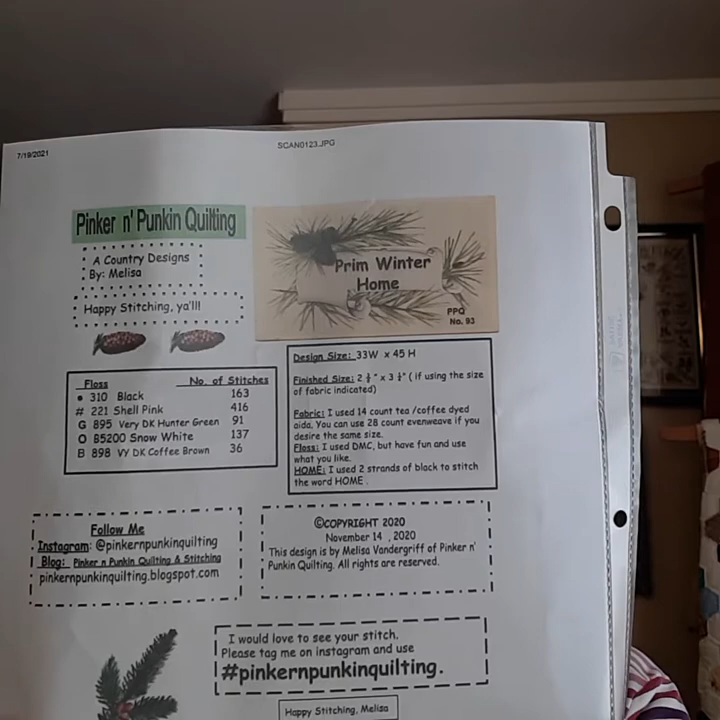 7/19/2021
SCAN0123.JPG
Pinker n' Punkin Quilting
A Country Designs
By: Melisa
Happy Stitching, ya'll!
Prim Winter
Home
PPQ
No. 93
Floss No. of Stitches
● 310 Black 163
# 221 Shell Pink 416
G 895 Very DK Hunter Green 91
O B5200 Snow White 137
B 898 VY DK Coffee Brown 36
Design Size: 33W x 45 H
Finished Size: 2 " x 3 " ( if using the size
of fabric indicated)
Fabric: I used 14 count tea /coffee dyed
aida. You can use 28 count evenweave if you
desire the same size.
Floss: I used DMC, but have fun and use
what you like.
HOME: I used 2 strands of black to stitch
the word HOME .
Follow Me
Instagram: @pinkernpunkinquilting
Blog: Pinker n Punkin Quilting & Stitching
pinkernpunkinquilting.blogspot.com
©COPYRIGHT 2020
November 14 , 2020
This design is by Melisa Vandergriff of Pinker n'
Punkin Quilting. All rights are reserved.
I would love to see your stitch.
Please tag me on instagram and use
#pinkernpunkinquilting.
Happy Stitching, Melisa